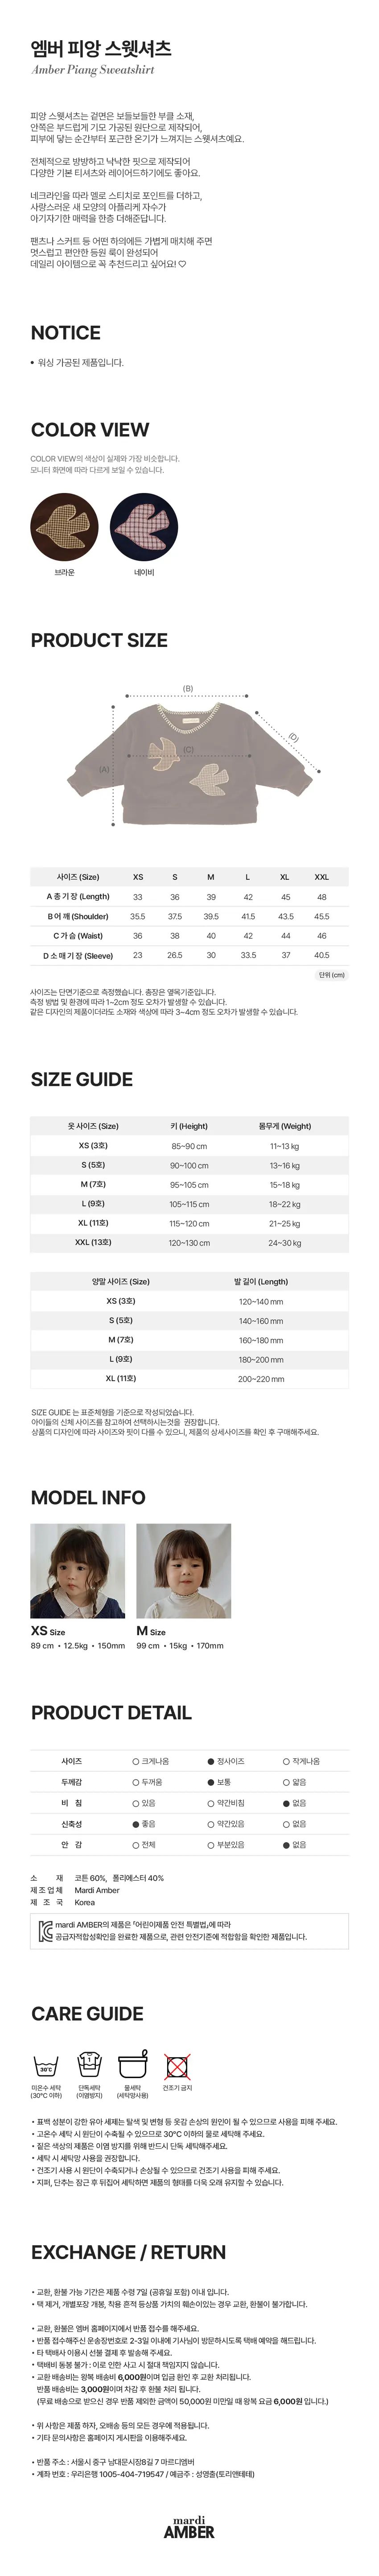 엠버 피앙 스웻셔츠
Amber Piang Sweatshirt
피앙 스웻셔츠는 겉면은 보들보들한 부클 소재,
안쪽은 부드럽게 기모 가공된 원단으로 제작되어,
피부에 닿는 순간부터 포근한 온기가 느껴지는 스웻셔츠예요.
전체적으로 방방하고 낙낙한 핏으로 제작되어
다양한 기본 티셔츠와 레이어드하기에도 좋아요.
네크라인을 따라 옐로 스티치로 포인트를 더하고,
사랑스러운 새 모양의 아플리케 자수가
아기자기한 매력을 한층 더해준답니다.
팬츠나 스커트 등 어떤 하의에든 가볍게 매치해 주면
멋스럽고 편안한 등원 룩이 완성되어
데일리 아이템으로 꼭 추천드리고 싶어요! ♡
NOTICE
• 워싱 가공된 제품입니다.
COLOR VIEW
COLOR VIEW의 색상이 실제와 가장 비슷합니다.
모니터 화면에 따라 다르게 보일 수 있습니다.
브라운 네이비
PRODUCT SIZE
(B)
(D)
(C)
(A)
사이즈 (Size) XS S M L XL XXL
A 총 기 장 (Length) 33 36 39 42 45 48
B 어 깨 (Shoulder) 35.5 37.5 39.5 41.5 43.5 45.5
C 가 슴 (Waist) 36 38 40 42 44 46
D 소 매 기 장 (Sleeve) 23 26.5 30 33.5 37 40.5
단위 (cm)
사이즈는 단면기준으로 측정했습니다. 총장은 옆목기준입니다.
측정 방법 및 환경에 따라 1~2cm 정도 오차가 발생할 수 있습니다.
같은 디자인의 제품이더라도 소재와 색상에 따라 3~4cm 정도 오차가 발생할 수 있습니다.
SIZE GUIDE
옷 사이즈 (Size) 키 (Height) 몸무게 (Weight)
XS (3호) 85~90 cm 11~13 kg
S (5호) 90~100 cm 13~16 kg
M (7호) 95~105 cm 15~18 kg
L (9호) 105~115 cm 18~22 kg
XL (11호) 115~120 cm 21~25 kg
XXL (13호) 120~130 cm 24~30 kg
양말 사이즈 (Size) 발 길이 (Length)
XS (3호) 120~140 mm
S (5호) 140~160 mm
M (7호) 160~180 mm
L (9호) 180~200 mm
XL (11호) 200~220 mm
SIZE GUIDE 는 표준체형을 기준으로 작성되었습니다.
아이들의 신체 사이즈를 참고하여 선택하시는것을 권장합니다.
상품의 디자인에 따라 사이즈와 핏이 다를 수 있으니, 제품의 상세사이즈를 확인 후 구매해주세요.
MODEL INFO
XS Size M Size
89 cm • 12.5kg • 150mm 99 cm • 15kg • 170mm
PRODUCT DETAIL
사이즈 ○ 크게나옴 ● 정사이즈 ○ 작게나옴
두께감 ○ 두꺼움 ● 보통 ○ 얇음
비 침 ○ 있음 ○ 약간비침 ● 없음
신축성 ● 좋음 ○ 약간있음 ○ 없음
안 감 ○ 전체 ○ 부분있음 ● 없음
소 재 코튼 60%, 폴리에스터 40%
제 조 업 체 Mardi Amber
제 조 국 Korea
mardi AMBER의 제품은 「어린이제품 안전 특별법」에 따라
공급자적합성확인을 완료한 제품으로, 관련 안전기준에 적합함을 확인한 제품입니다.
CARE GUIDE
30°C 1
미온수 세탁 단독세탁 울세탁 건조기 금지
(30°C 이하) (이염방지) (세탁망사용)
• 표백 성분이 강한 유아 세제는 탈색 및 변형 등 옷감 손상의 원인이 될 수 있으므로 사용을 피해 주세요.
• 고온수 세탁 시 원단이 수축될 수 있으므로 30°C 이하의 물로 세탁해 주세요.
• 짙은 색상의 제품은 이염 방지를 위해 반드시 단독 세탁해주세요.
• 세탁 시 세탁망 사용을 권장합니다.
• 건조기 사용 시 원단이 수축되거나 손상될 수 있으므로 건조기 사용을 피해 주세요.
• 지퍼, 단추는 잠근 후 뒤집어 세탁하면 제품의 형태를 더욱 오래 유지할 수 있습니다.
EXCHANGE / RETURN
• 교환, 환불 가능 기간은 제품 수령 7일 (공휴일 포함) 이내 입니다.
• 택 제거, 개별포장 개봉, 착용 흔적 등상품 가치의 훼손이있는 경우 교환, 환불이 불가합니다.
• 교환, 환불은 엠버 홈페이지에서 반품 접수를 해주세요.
• 반품 접수해주신 운송장번호로 2-3일 이내에 기사님이 방문하시도록 택배 예약을 해드립니다.
• 타 택배사 이용시 선불 결제 후 발송해 주세요.
• 택배비 동봉 불가 : 이로 인한 사고 시 절대 책임지지 않습니다.
• 교환 배송비는 왕복 배송비 6,000원이며 입금 환인 후 교환 처리됩니다.
반품 배송비는 3,000원이며 차감 후 환불 처리 됩니다.
(무료 배송으로 받으신 경우 반품 제외한 금액이 50,000원 미만일 때 왕복 요금 6,000원 입니다.)
• 위 사항은 제품 하자, 오배송 등의 모든 경우에 적용됩니다.
• 기타 문의사항은 홈페이지 게시판을 이용해주세요.
• 반품 주소 : 서울시 중구 남대문시장8길 7 마르디엠버
• 계좌 번호 : 우리은행 1005-404-719547 / 예금주 : 성영출(토리앤테테)
mardi
AMBER